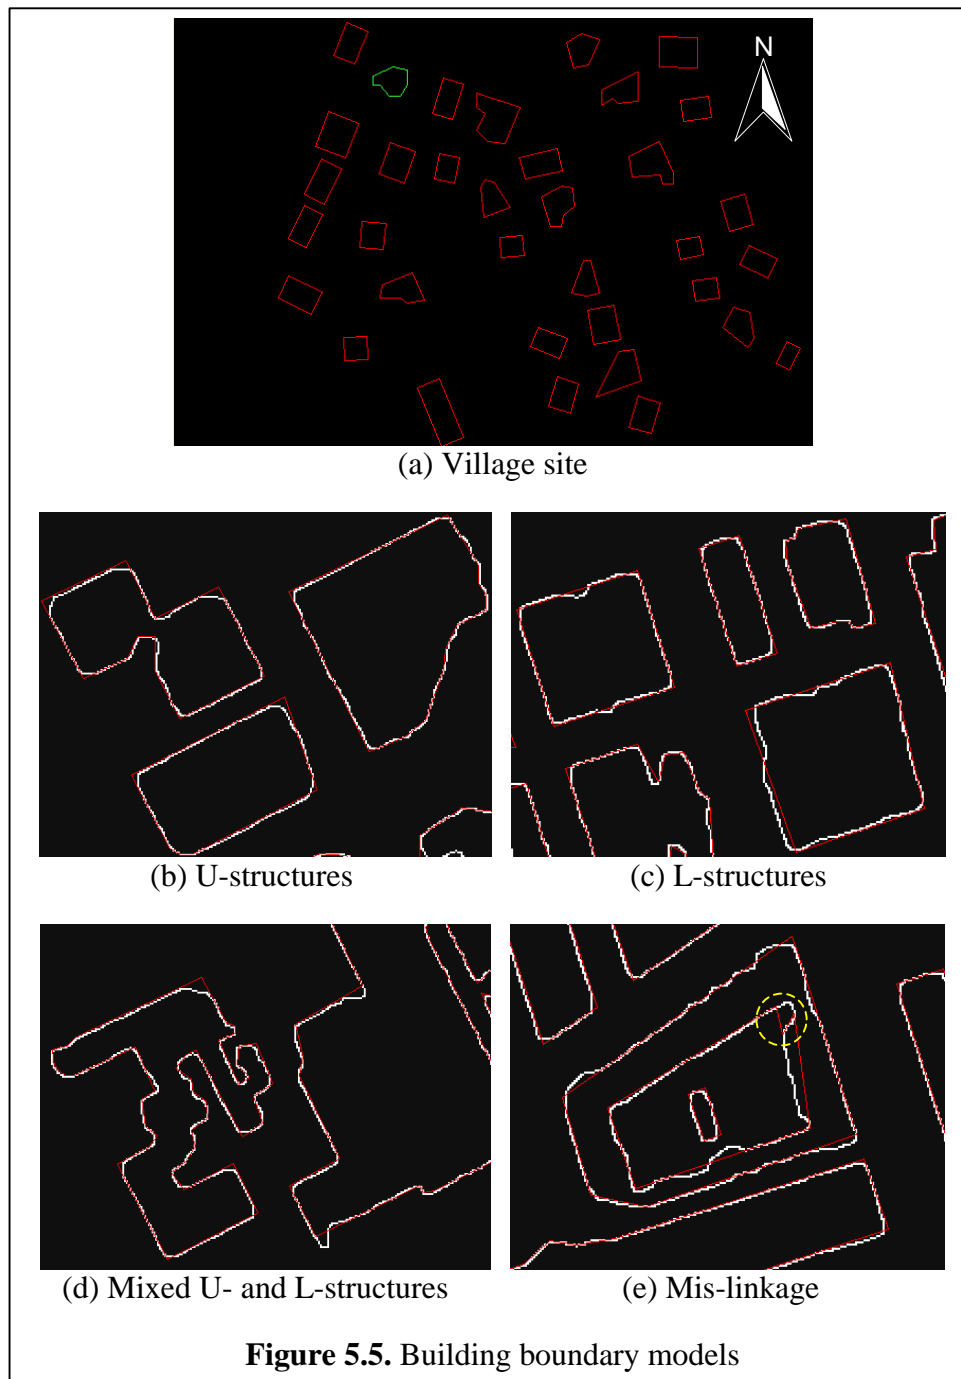 N
(a) Village site
(b) U-structures
(c) L-structures
(d) Mixed U- and L-structures
(e) Mis-linkage
Figure 5.5. Building boundary models